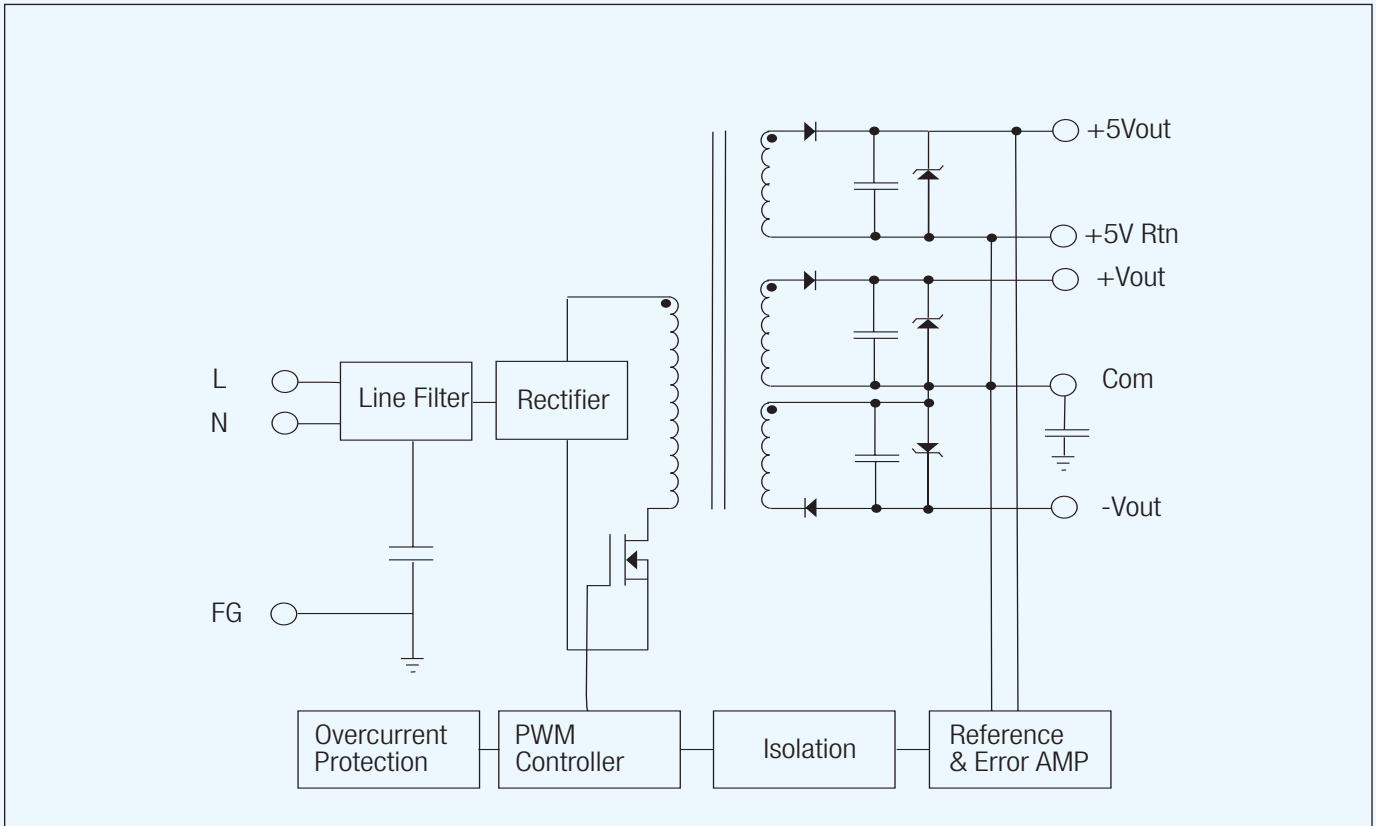 +5Vout
+5V Rtn
+Vout
L
Line Filter
Rectifier
Com
N
-Vout
FG
Overcurrent
Protection
PWM
Controller
Isolation
Reference
& Error AMP